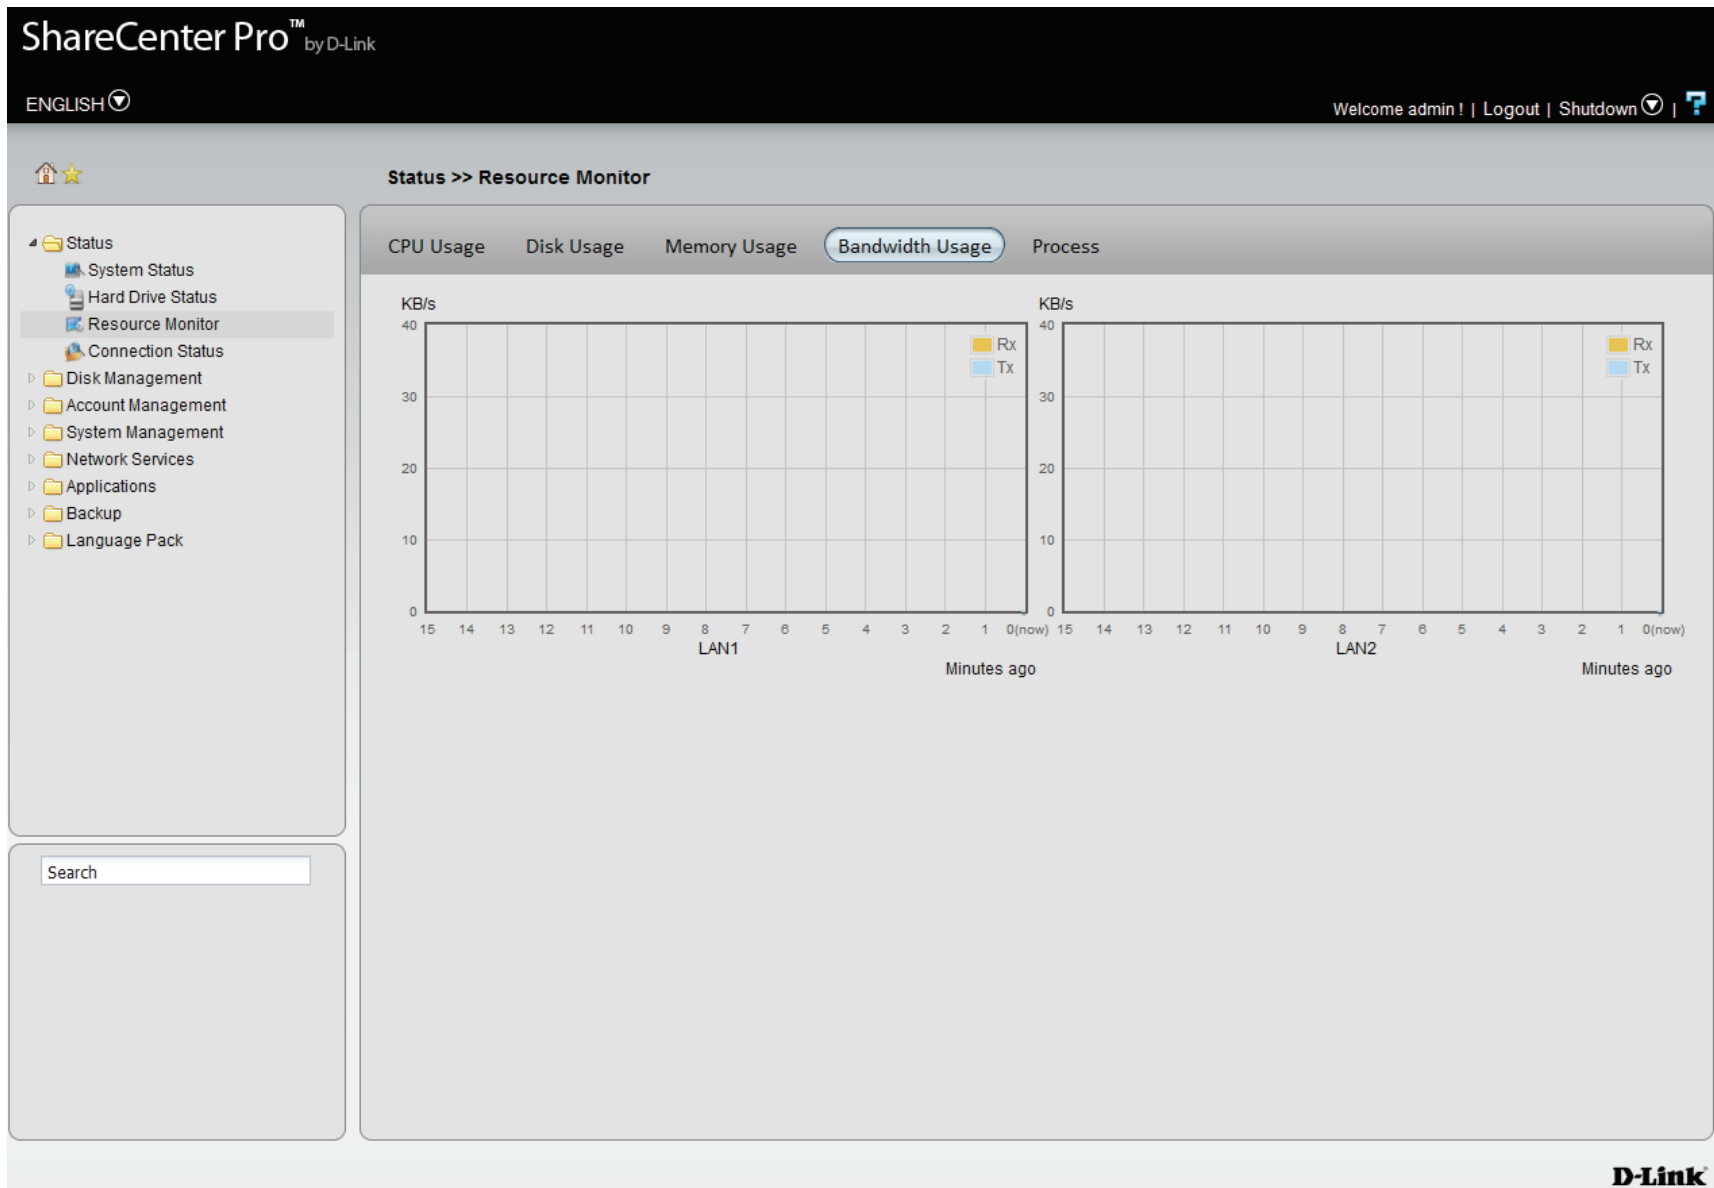 ShareCenter Pro™ by D-Link
ENGLISH
Welcome admin ! | Logout | Shutdown | ?
Status >> Resource Monitor
Status
System Status
Hard Drive Status
Resource Monitor
Connection Status
Disk Management
Account Management
System Management
Network Services
Applications
Backup
Language Pack
Search
CPU Usage Disk Usage Memory Usage Bandwidth Usage Process
KB/s
40
30
20
10
0
Rx
Tx
15 14 13 12 11 10 9 8 7 6 5 4 3 2 1 0(now)
LAN1
Minutes ago
KB/s
40
30
20
10
0
Rx
Tx
15 14 13 12 11 10 9 8 7 6 5 4 3 2 1 0(now)
LAN2
Minutes ago
D-Link